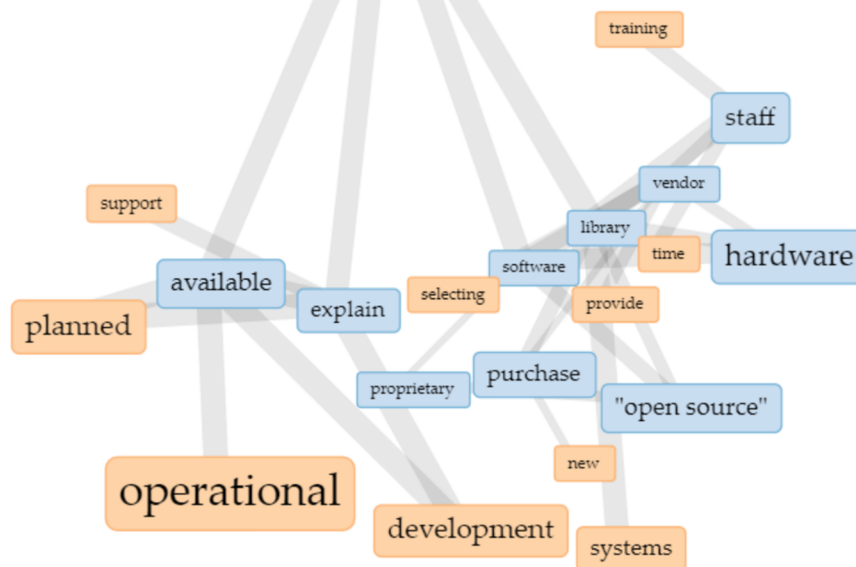 training
staff
vendor
support
library
hardware
time
software
available
selecting
provide
explain
planned
purchase
proprietary
"open source"
new
operational
development
systems